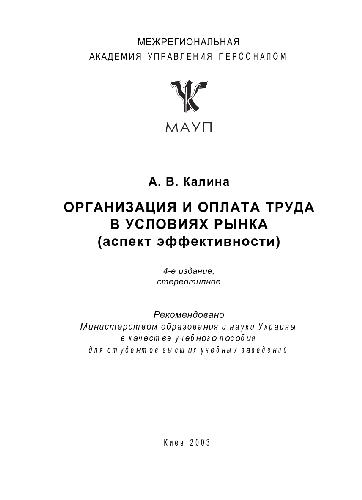 МЕЖРЕГИОНАЛЬНАЯ
АКАДЕМИЯ УПРАВЛЕНИЯ ПЕРСОНАЛОМ
МАУП
А. В. Калина
ОРГАНИЗАЦИЯ И ОПЛАТА ТРУДА
В УСЛОВИЯХ РЫНКА
(аспект эффективности)
4-е издание,
стереотипное
Рекомендовано
Министерством образования и науки Украины
в качестве учебного пособия
для студентов высших учебных заведений
Киев 2003